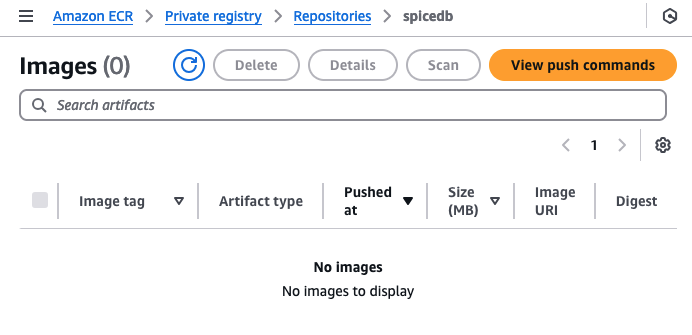 Amazon ECR > Private registry > Repositories > spicedb
Images (0) Delete Details Scan View push commands
Search artifacts
< 1 >
Image tag Artifact type Pushed at Size (MB) Image URI Digest
No images
No images to display